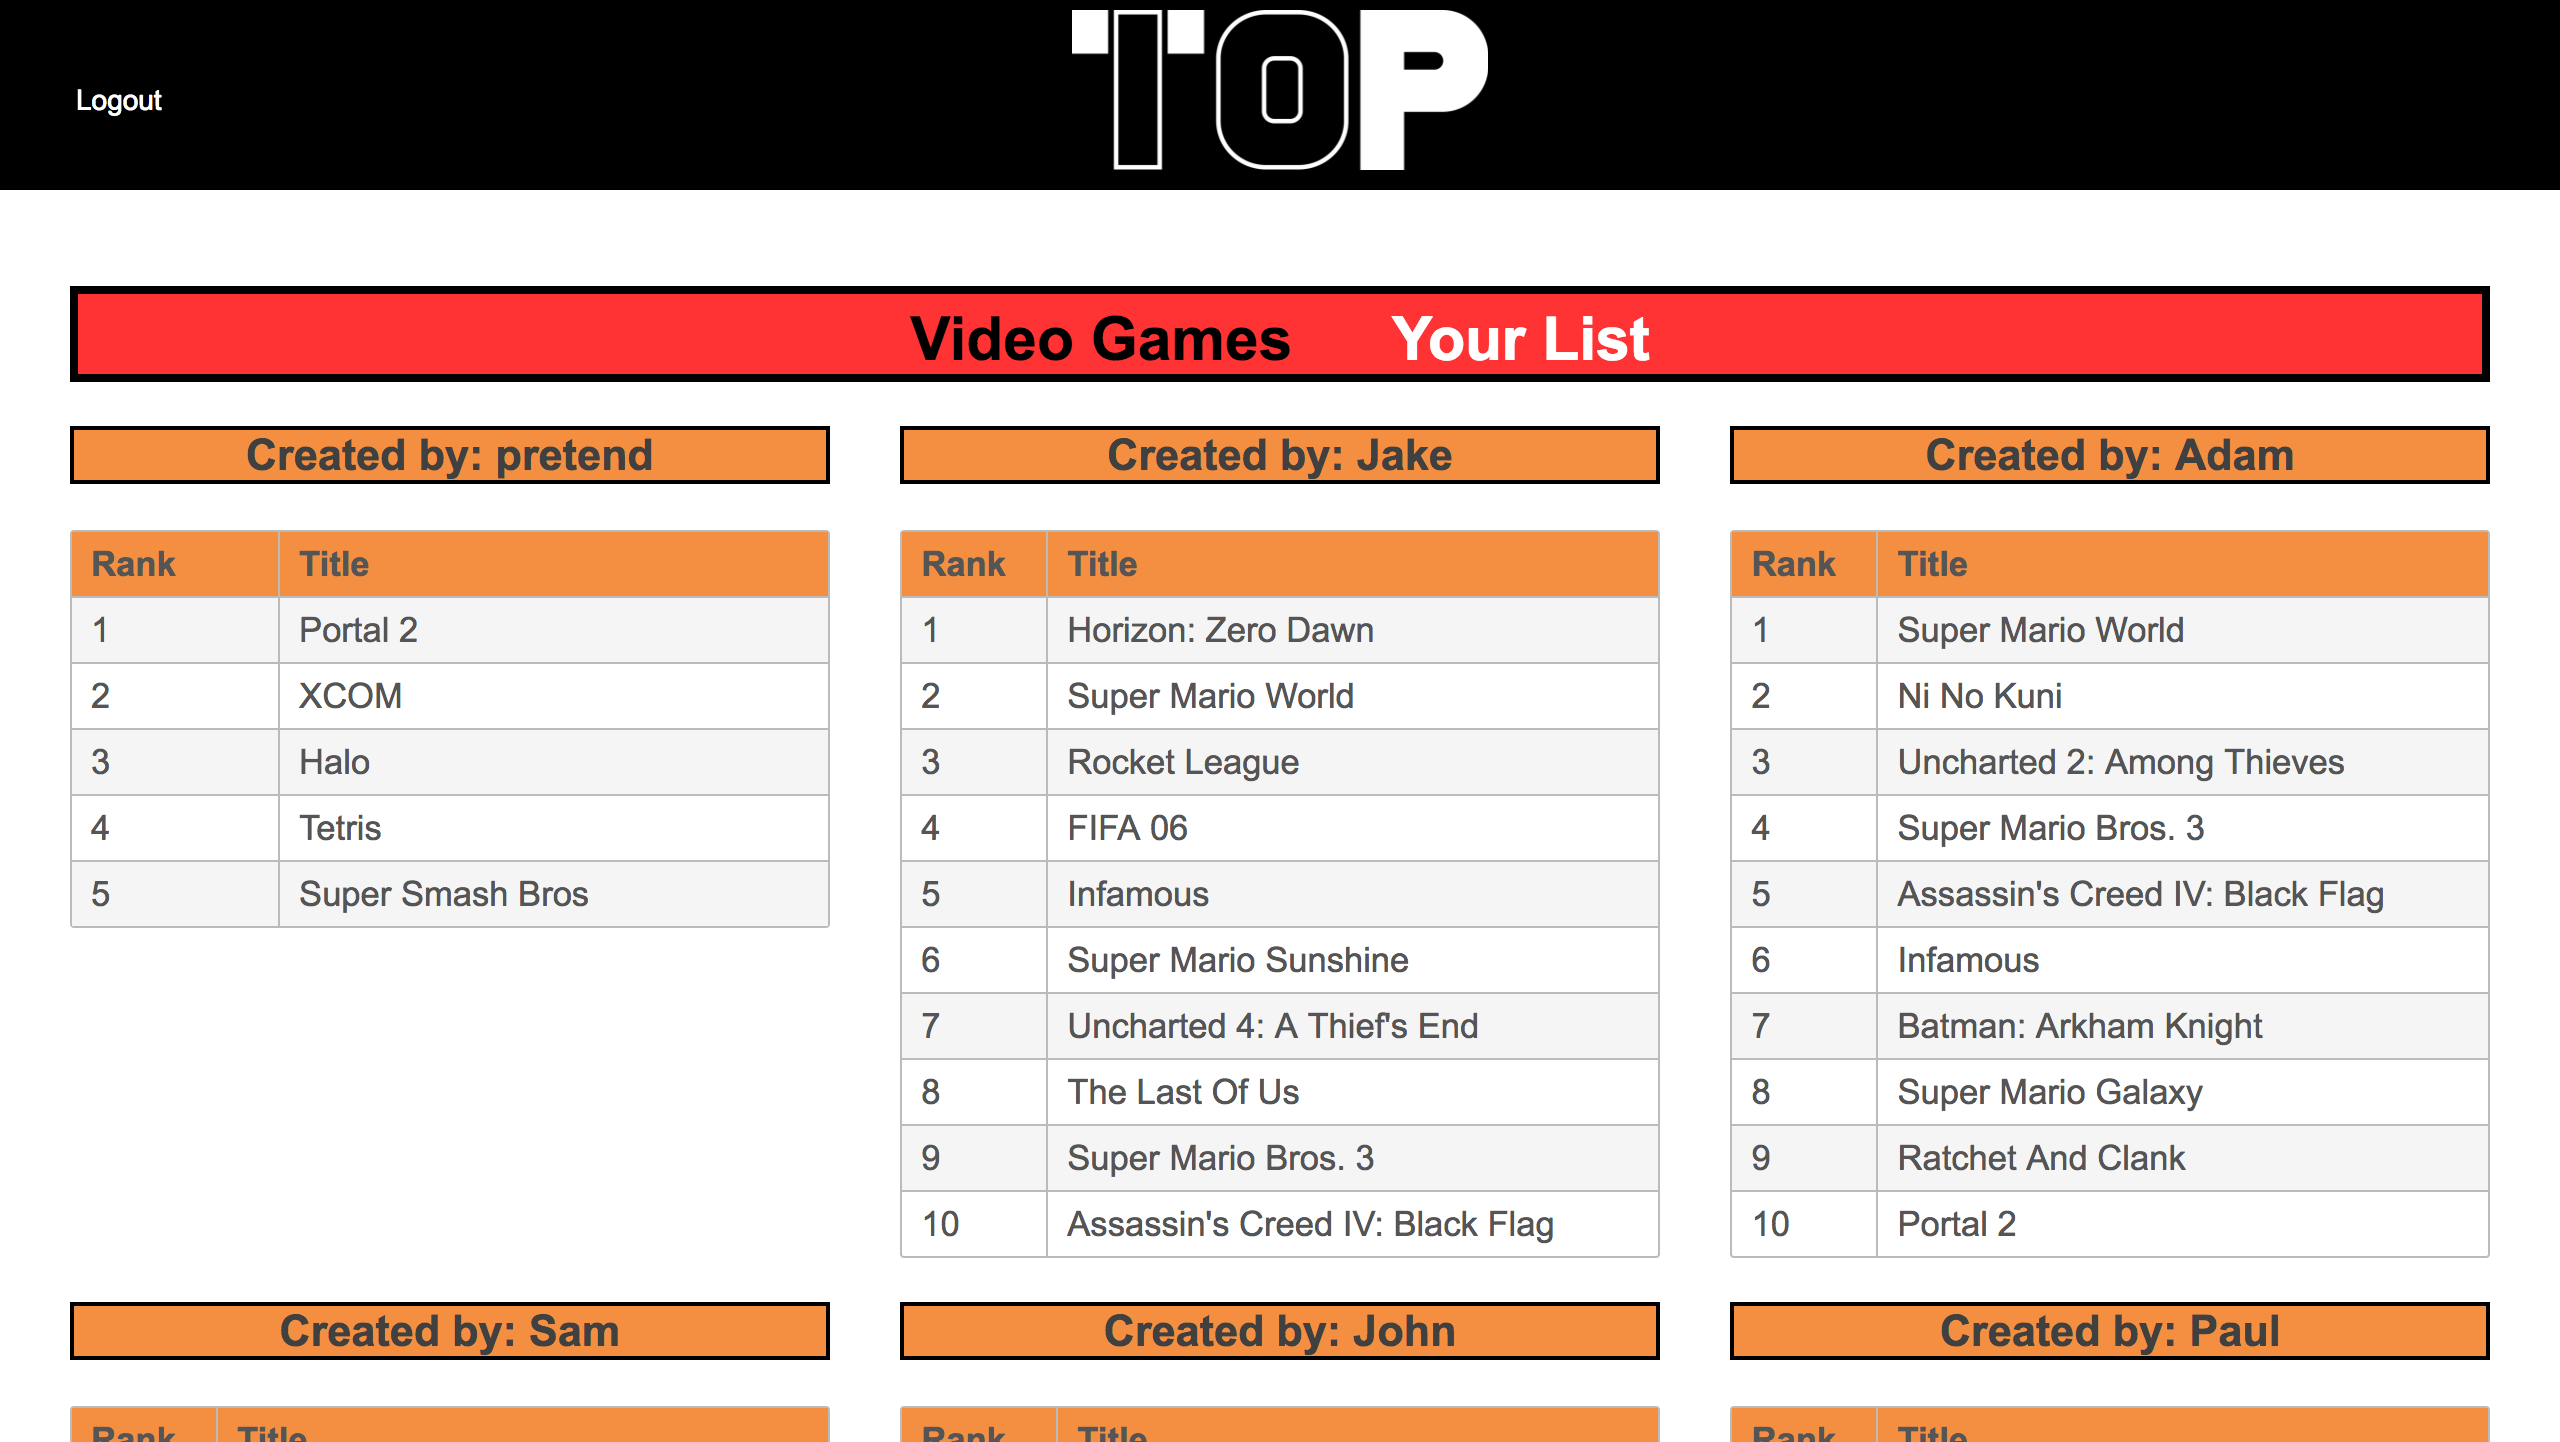 TOP
Logout
Video Games Your List
Created by: pretend
Rank Title
1 Portal 2
2 XCOM
3 Halo
4 Tetris
5 Super Smash Bros
Created by: Jake
Rank Title
1 Horizon: Zero Dawn
2 Super Mario World
3 Rocket League
4 FIFA 06
5 Infamous
6 Super Mario Sunshine
7 Uncharted 4: A Thief's End
8 The Last Of Us
9 Super Mario Bros. 3
10 Assassin's Creed IV: Black Flag
Created by: Adam
Rank Title
1 Super Mario World
2 Ni No Kuni
3 Uncharted 2: Among Thieves
4 Super Mario Bros. 3
5 Assassin's Creed IV: Black Flag
6 Infamous
7 Batman: Arkham Knight
8 Super Mario Galaxy
9 Ratchet And Clank
10 Portal 2
Created by: Sam
Rank Title
Created by: John
Rank Title
Created by: Paul
Rank Title